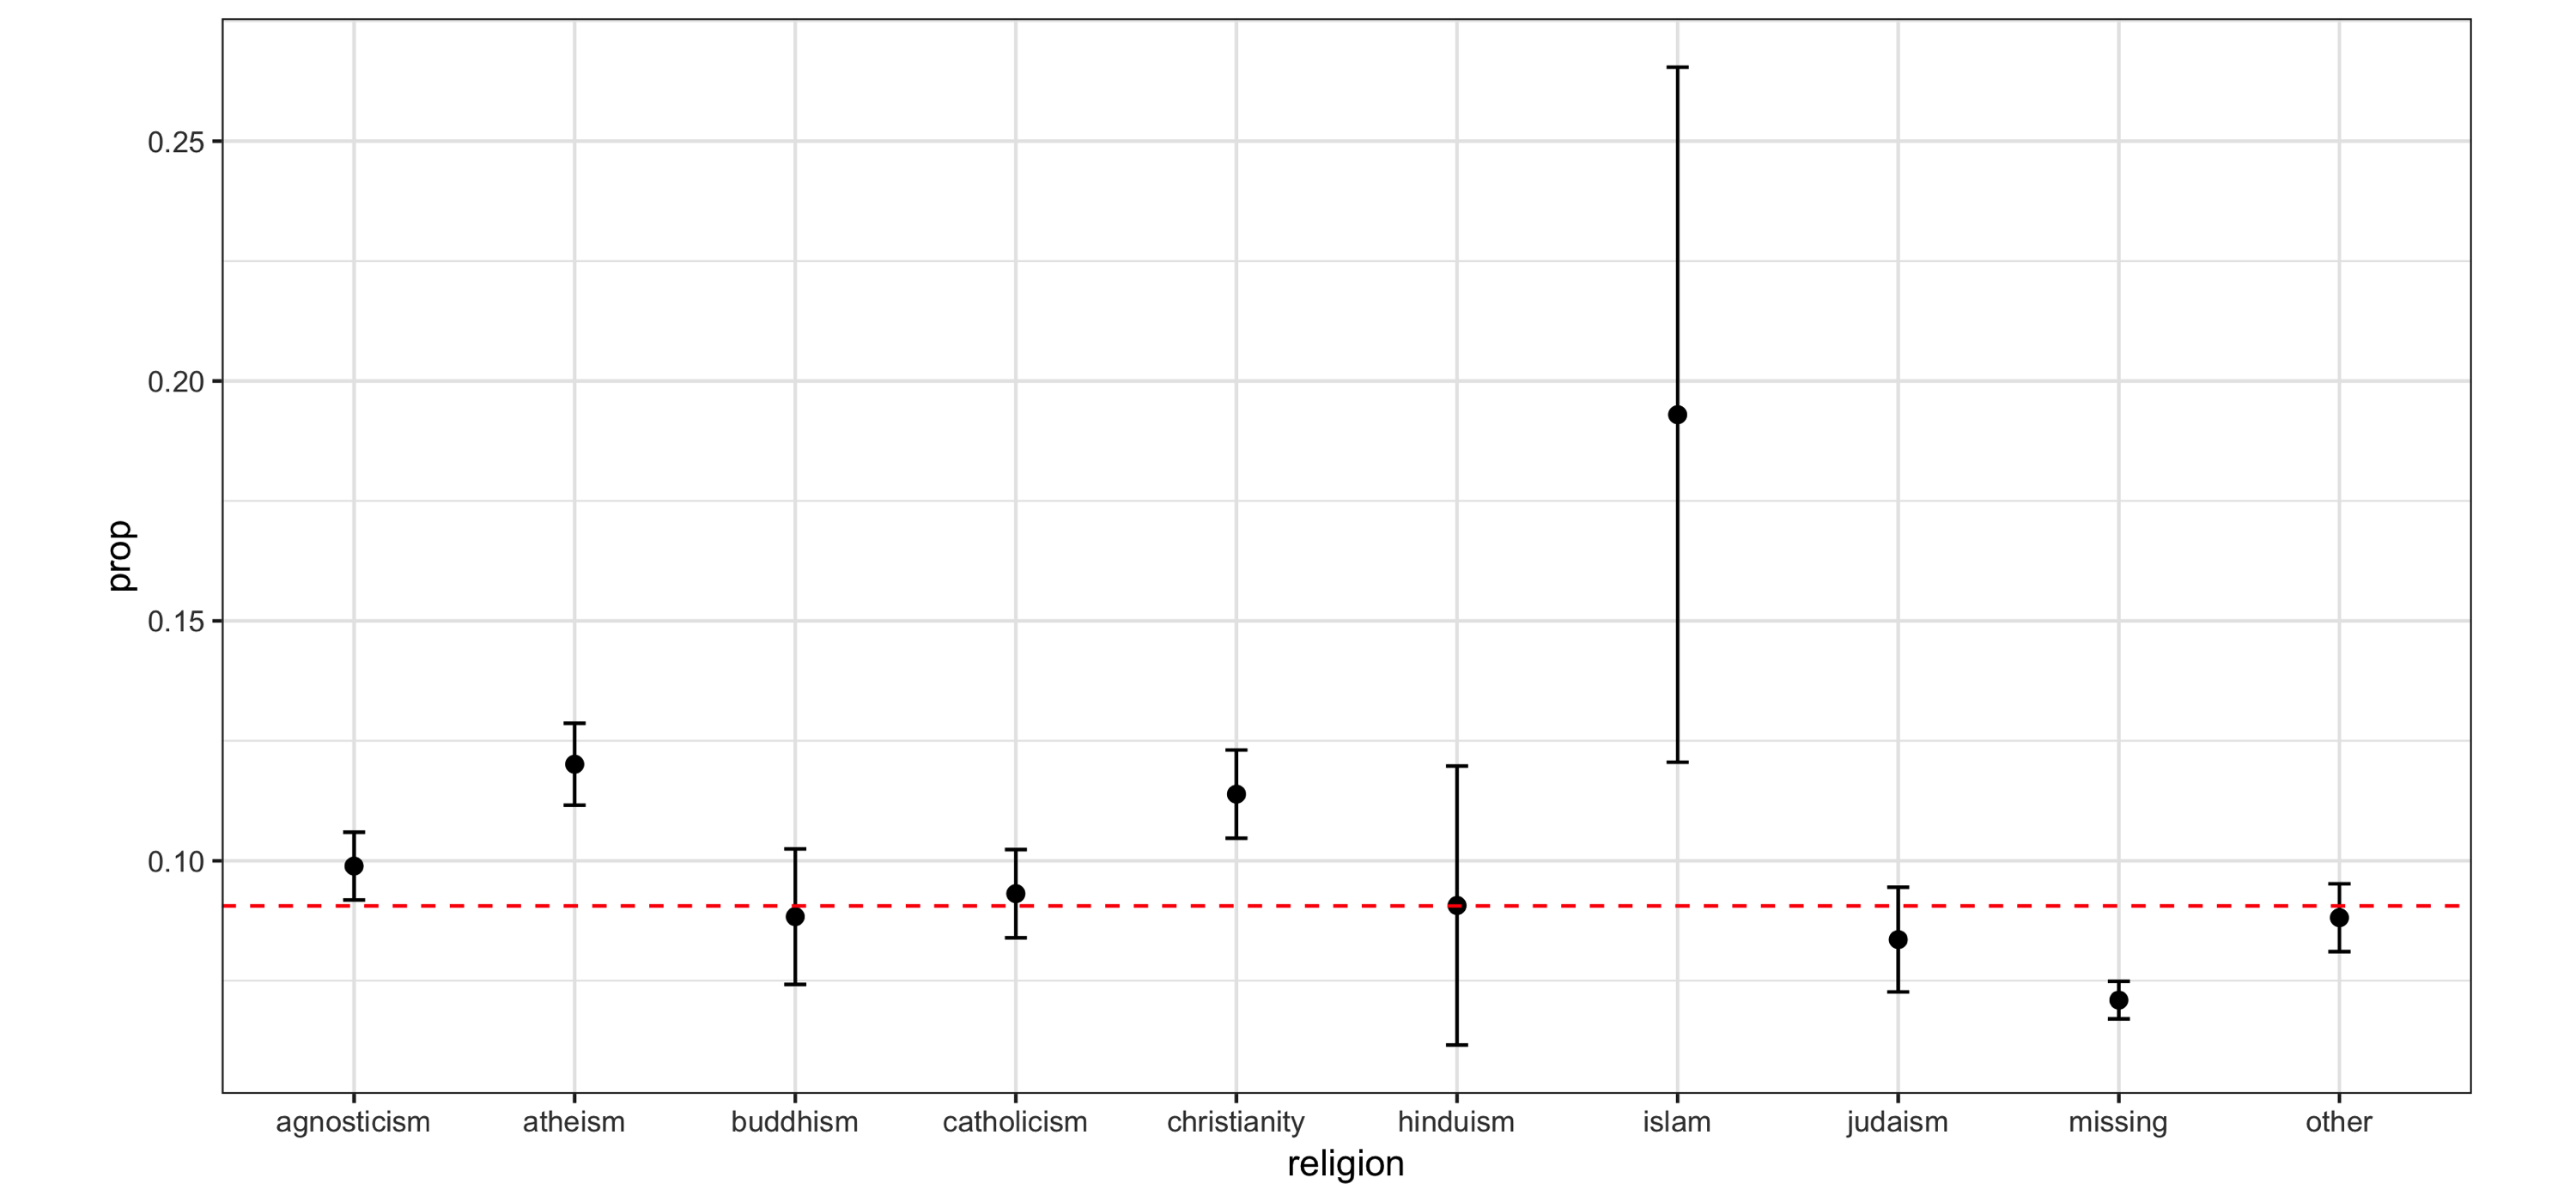 0.25
0.20
0.15
0.10
prop
agnosticism atheism buddhism catholicism christianity hinduism islam judaism missing other
religion